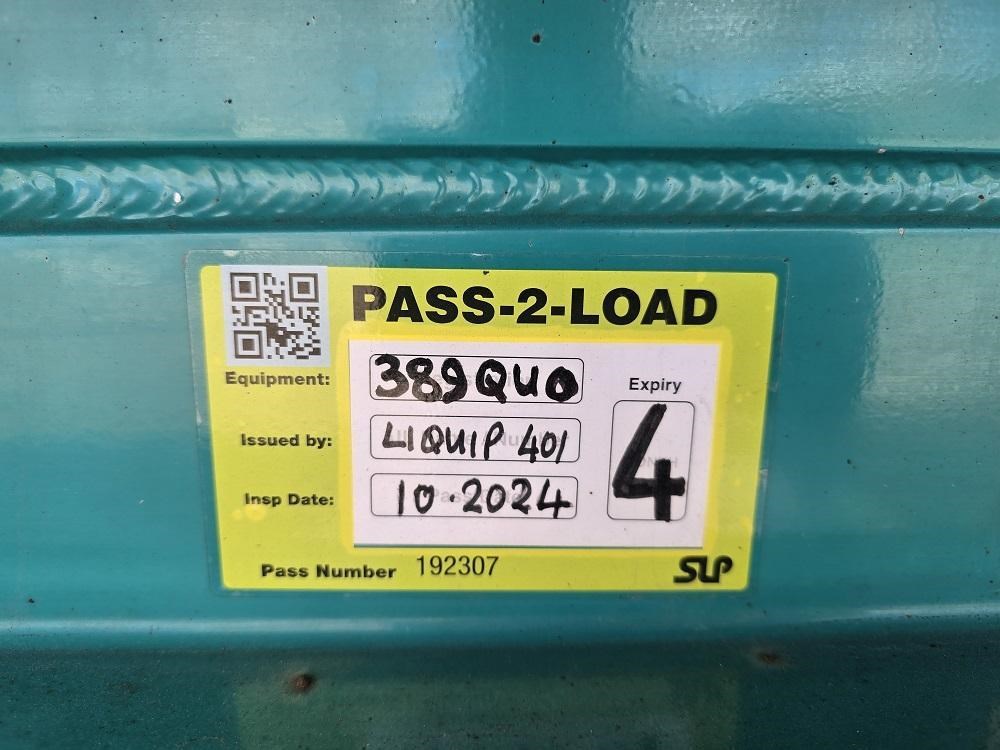 PASS-2-LOAD
Equipment: 389QUO
Expiry
4
Issued by: LIQUIP 401
Insp Date: 10.2024
Pass Number 192307
SLP